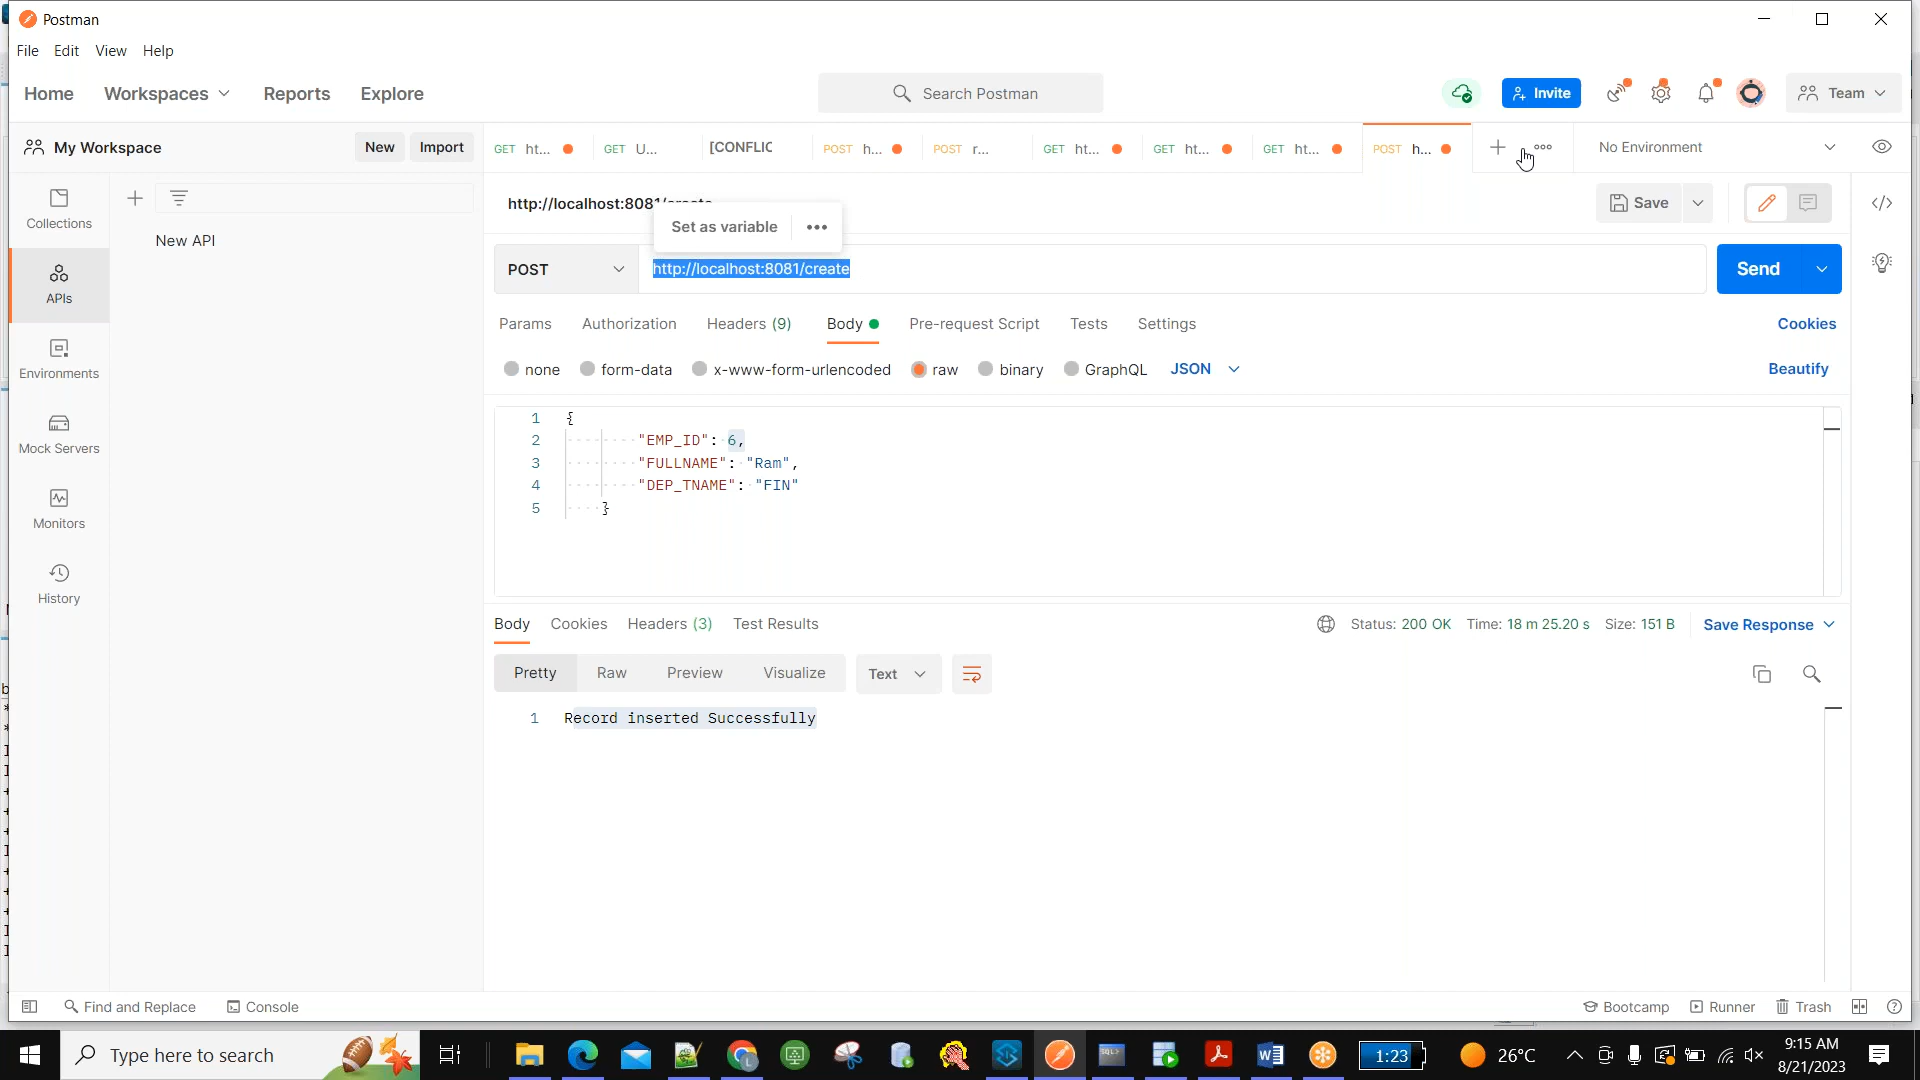 Postman
File Edit View Help
Home Workspaces Reports Explore
Search Postman
Invite
Team
My Workspace
New Import
GET ht...
GET U...
[CONFLIC
POST h...
POST r...
GET ht...
GET ht...
GET ht...
POST h...
No Environment
Collections
APIs
Environments
Mock Servers
Monitors
History
New API
http://localhost:8081/create
Save
Set as variable
POST
http://localhost:8081/create
Send
Params Authorization Headers (9) Body Pre-request Script Tests Settings
Cookies
none form-data x-www-form-urlencoded raw binary GraphQL JSON
Beautify
1 {
2 "EMP_ID": 6,
3 "FULLNAME": "Ram",
4 "DEP_TNAME": "FIN"
5 }
Body Cookies Headers (3) Test Results
Status: 200 OK Time: 18 m 25.20 s Size: 151 B Save Response
Pretty Raw Preview Visualize Text
1 Record inserted Successfully
Find and Replace Console
Bootcamp Runner Trash
Type here to search
SQL>
1:23
26°C
9:15 AM
8/21/2023